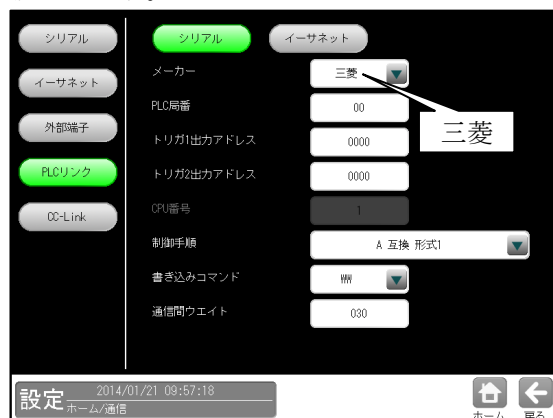 シリアル
イーサネット
外部端子
PLCリンク
CC-Link
シリアル
イーサネット
メーカー
三菱
PLC局番
00
三菱
トリガ1出力アドレス
0000
トリガ2出力アドレス
0000
CPU番号
1
制御手順
A 互換 形式1
書き込みコマンド
WW
通信間ウエイト
030
設定
2014/01/21 09:57:18
ホーム/通信
ホーム
戻る